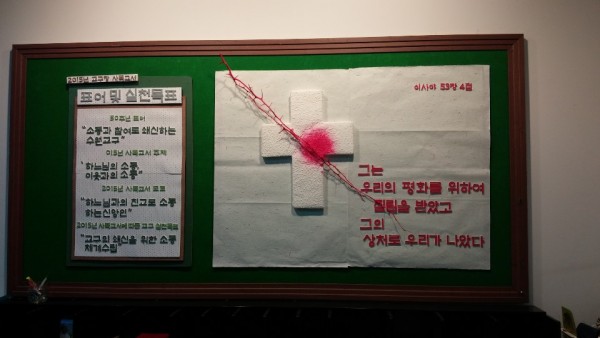 2015년 교구장 사목교서
표어 및 실천목표
50주년 표어
"소통과 참여로 쇄신하는
수원교구"
2015년 사목교서 주제
"하느님과의 소통,
이웃과의 소통"
2015년 사목교서 목표
"하느님과의 친교로 소통
하는 신앙인"
2015년 사목교서에 따른 교구 실천목표
"교구의 쇄신을 위한 소통
체계수립"
이사야 53장 4절
그는
우리의 평화를 위하여
찔림을 받았고
그의
상처로 우리가 나았다